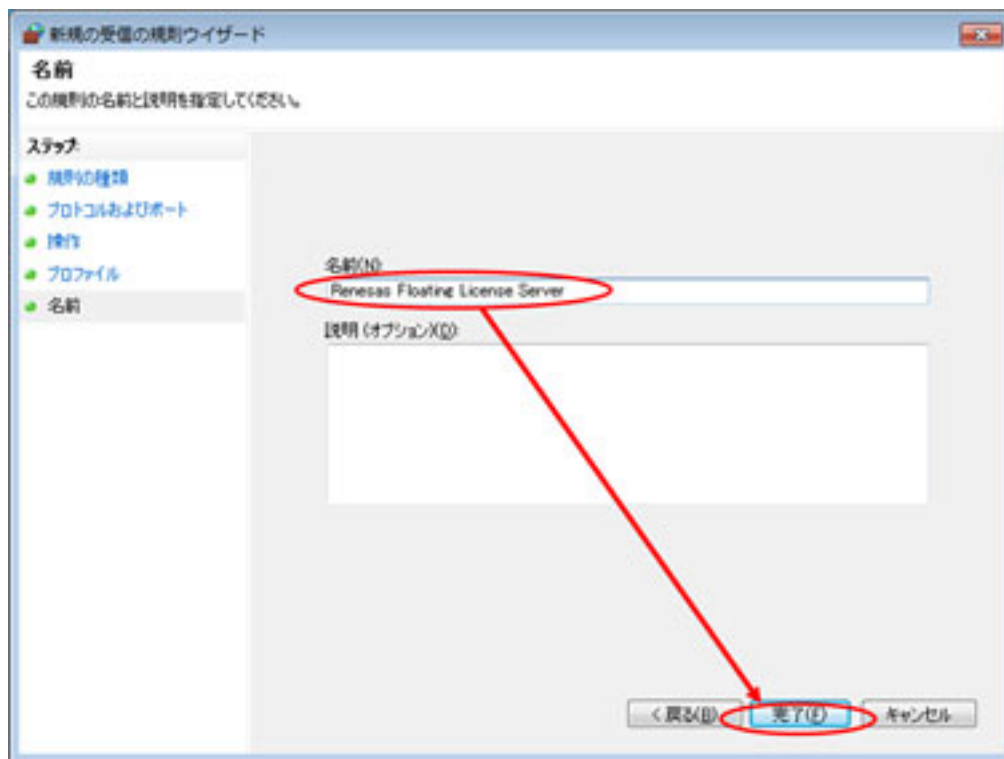 新規の受信の規則ウィザード
名前
この規則の名前と説明を指定してください。
ステップ:
規則の種類
プロトコルおよびポート
操作
プロファイル
名前
名前(N):
Renesas Floating License Server
説明 (オプション)(D):
< 戻る(B)
完了(F)
キャンセル